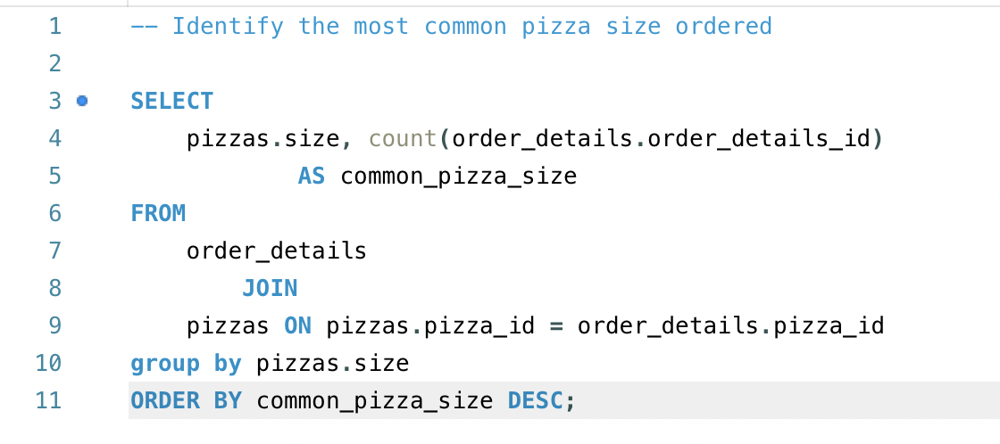 1 -- Identify the most common pizza size ordered
2
3 SELECT
4 pizzas.size, count(order_details.order_details_id)
5 AS common_pizza_size
6 FROM
7 order_details
8 JOIN
9 pizzas ON pizzas.pizza_id = order_details.pizza_id
10 group by pizzas.size
11 ORDER BY common_pizza_size DESC;